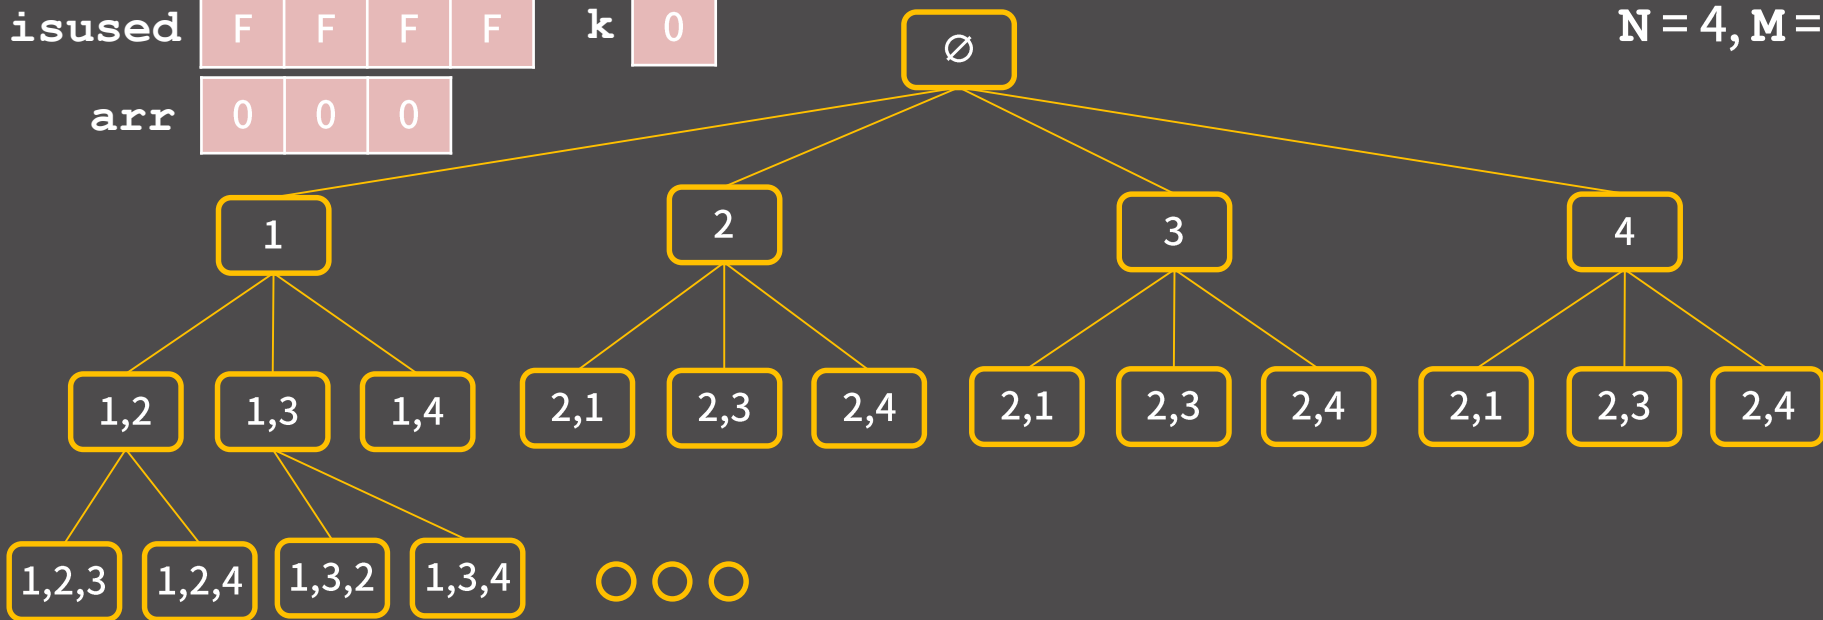 isused F F F F k 0 ∅ N = 4, M =
arr 0 0 0
1 2 3 4
1,2 1,3 1,4 2,1 2,3 2,4 2,1 2,3 2,4 2,1 2,3 2,4
1,2,3 1,2,4 1,3,2 1,3,4